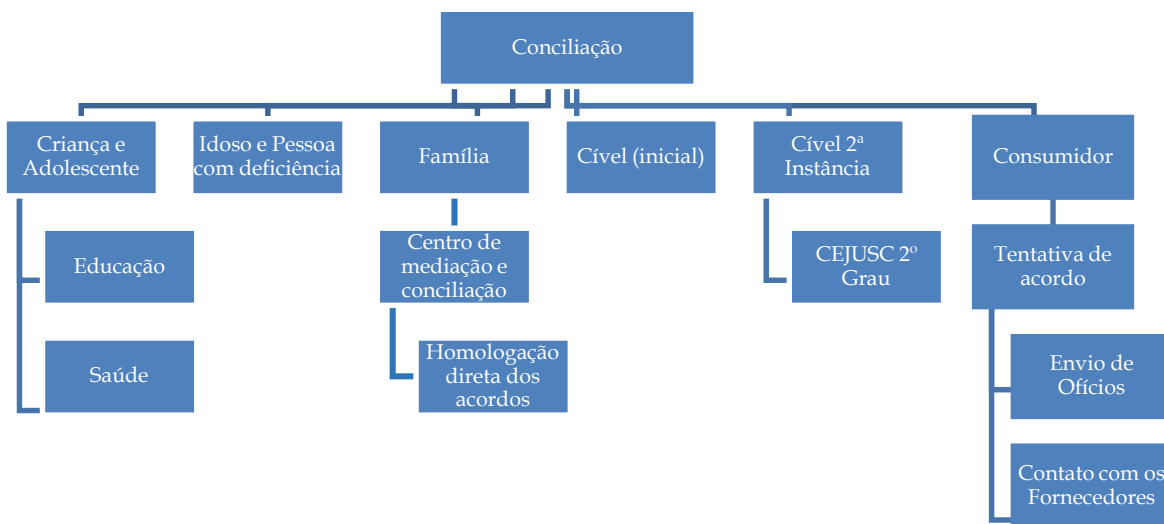 Conciliação
Criança e
Adolescente
Idoso e Pessoa
com deficiência
Família
Cível (inicial)
Cível 2ª
Instância
Consumidor
Educação
Saúde
Centro de
mediação e
conciliação
Homologação
direta dos
acordos
CEJUSC 2º
Grau
Tentativa de
acordo
Envio de
Ofícios
Contato com os
Fornecedores